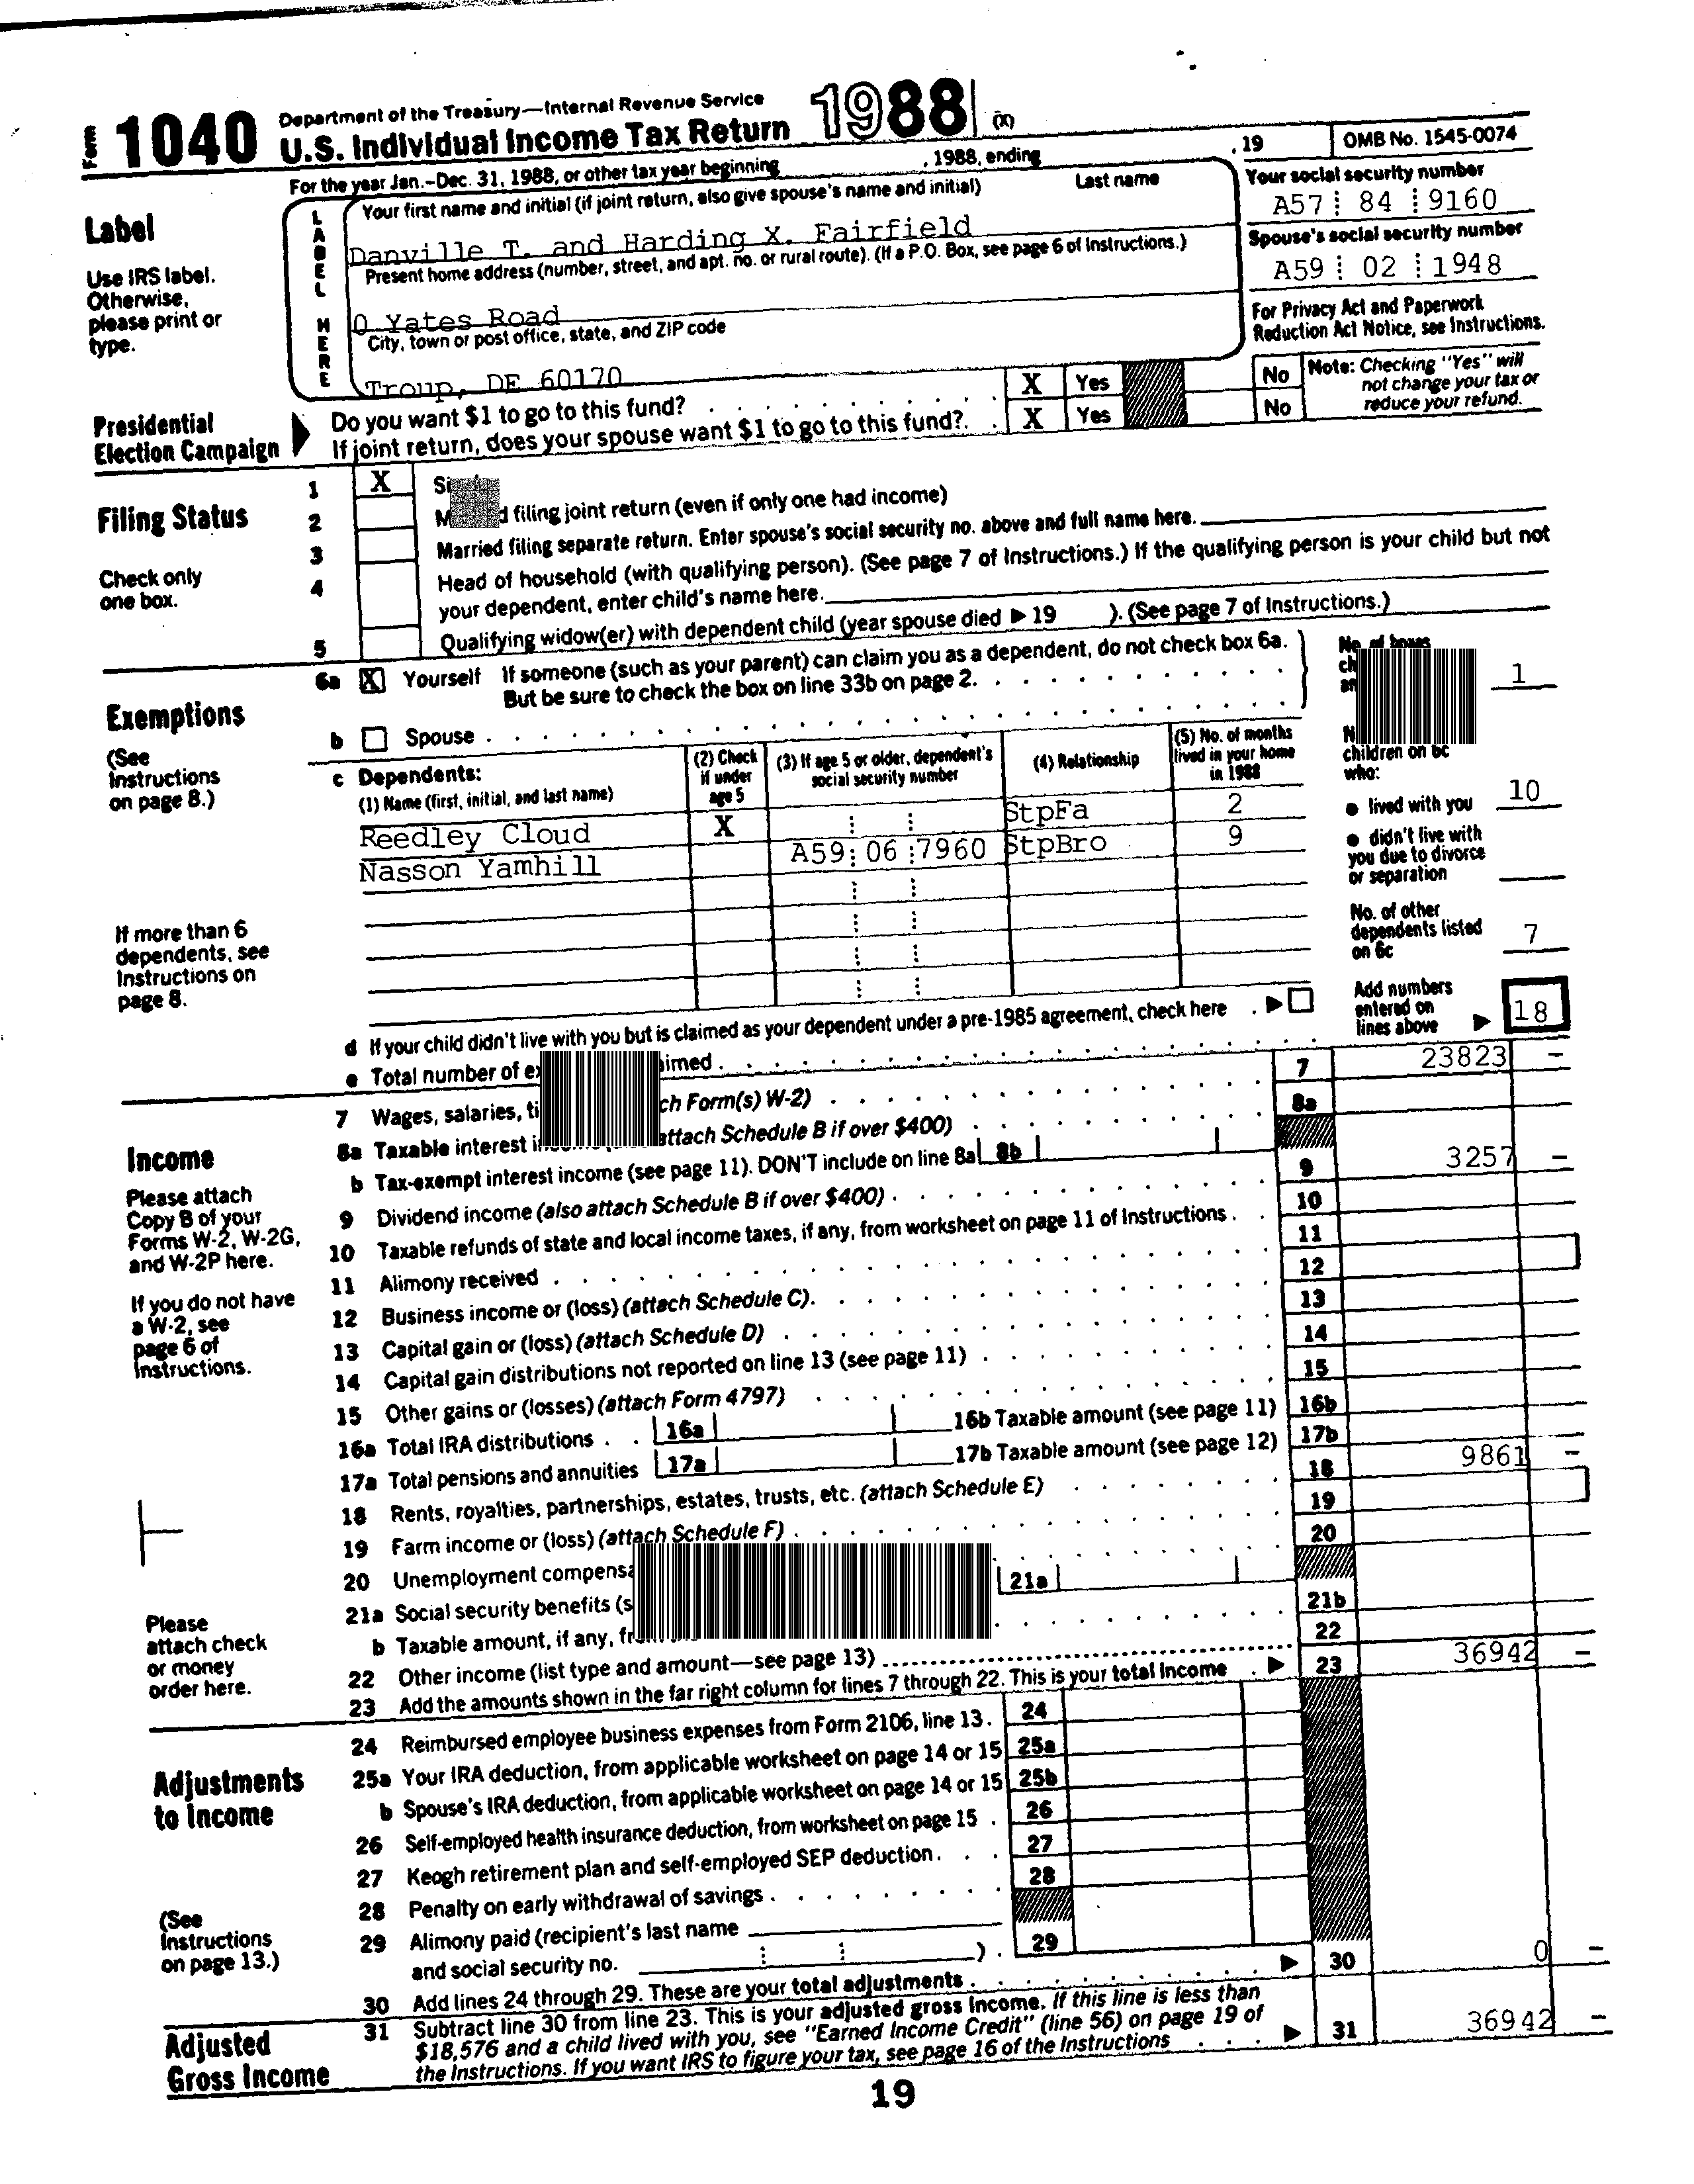 Form 1040 Department of the Treasury—Internal Revenue Service
U.S. Individual Income Tax Return 1988 (X)
For the year Jan.-Dec. 31, 1988, or other tax year beginning , 1988, ending , 19 OMB No. 1545-0074
Label
Use IRS label.
Otherwise,
please print or
type.
LABEL HERE
Your first name and initial (if joint return, also give spouse's name and initial) Last name
Danville T. and Harding X. Fairfield
Your social security number
A57 84 9160
Present home address (number, street, and apt. no. or rural route). (If a P.O. Box, see page 6 of Instructions.)
0 Yates Road
Spouse's social security number
A59 02 1948
City, town or post office, state, and ZIP code
Troup, DE 60170
For Privacy Act and Paperwork
Reduction Act Notice, see Instructions.
Presidential
Election Campaign
Do you want $1 to go to this fund? X Yes No
If joint return, does your spouse want $1 to go to this fund?. X Yes No
Note: Checking "Yes" will
not change your tax or
reduce your refund.
Filing Status
Check only
one box.
1 X
2 filing joint return (even if only one had income)
3 Married filing separate return. Enter spouse's social security no. above and full name here.
4 Head of household (with qualifying person). (See page 7 of Instructions.) If the qualifying person is your child but not
your dependent, enter child's name here.
5 Qualifying widow(er) with dependent child (year spouse died ▶ 19 ). (See page 7 of Instructions.)
Exemptions
(See
Instructions
on page 8.)
If more than 6
dependents, see
Instructions on
page 8.
6a X Yourself If someone (such as your parent) can claim you as a dependent, do not check box 6a.
But be sure to check the box on line 33b on page 2.
No. of boxes
1
b Spouse
c Dependents:
(1) Name (first, initial, and last name)
(2) Check
if under
age 5
(3) If age 5 or older, dependent's
social security number
(4) Relationship
(5) No. of months
lived in your home
in 1988
Reedley Cloud X StpFa 2
Nasson Yamhill A59 06 7960 StpBro 9
children on 6c
who:
● lived with you 10
● didn't live with
you due to divorce
or separation
No. of other
dependents listed
on 6c 7
d If your child didn't live with you but is claimed as your dependent under a pre-1985 agreement, check here
e Total number of
Add numbers
entered on
lines above ▶ 18
Income
Please attach
Copy B of your
Forms W-2, W-2G,
and W-2P here.
If you do not have
a W-2, see
page 6 of
Instructions.
Please
attach check
or money
order here.
7 Wages, salaries, Form(s) W-2) 7 23823 –
8a Taxable interest attach Schedule B if over $400) 8a
b Tax-exempt interest income (see page 11). DON'T include on line 8a 8b
9 Dividend income (also attach Schedule B if over $400) 9 3257 –
10 Taxable refunds of state and local income taxes, if any, from worksheet on page 11 of Instructions 10
11 Alimony received 11
12 Business income or (loss) (attach Schedule C). 12
13 Capital gain or (loss) (attach Schedule D) 13
14 Capital gain distributions not reported on line 13 (see page 11) 14
15 Other gains or (losses) (attach Form 4797) 15
16a Total IRA distributions 16a 16b Taxable amount (see page 11) 16b
17a Total pensions and annuities 17a 17b Taxable amount (see page 12) 17b
18 Rents, royalties, partnerships, estates, trusts, etc. (attach Schedule E) 18 9861 –
19 Farm income or (loss) (attach Schedule F) 19
20 Unemployment 20
21a Social security benefits 21a
b Taxable amount, if any, 21b
22 Other income (list type and amount—see page 13) 22
23 Add the amounts shown in the far right column for lines 7 through 22. This is your total income ▶ 23 36942 –
Adjustments
to Income
(See
Instructions
on page 13.)
24 Reimbursed employee business expenses from Form 2106, line 13. 24
25a Your IRA deduction, from applicable worksheet on page 14 or 15 25a
b Spouse's IRA deduction, from applicable worksheet on page 14 or 15 25b
26 Self-employed health insurance deduction, from worksheet on page 15 26
27 Keogh retirement plan and self-employed SEP deduction. 27
28 Penalty on early withdrawal of savings 28
29 Alimony paid (recipient's last name
and social security no. ). 29
30 Add lines 24 through 29. These are your total adjustments ▶ 30 0 –
Adjusted
Gross Income
31 Subtract line 30 from line 23. This is your adjusted gross income. If this line is less than
$18,576 and a child lived with you, see "Earned Income Credit" (line 56) on page 19 of
the Instructions. If you want IRS to figure your tax, see page 16 of the Instructions ▶ 31 36942 –
19